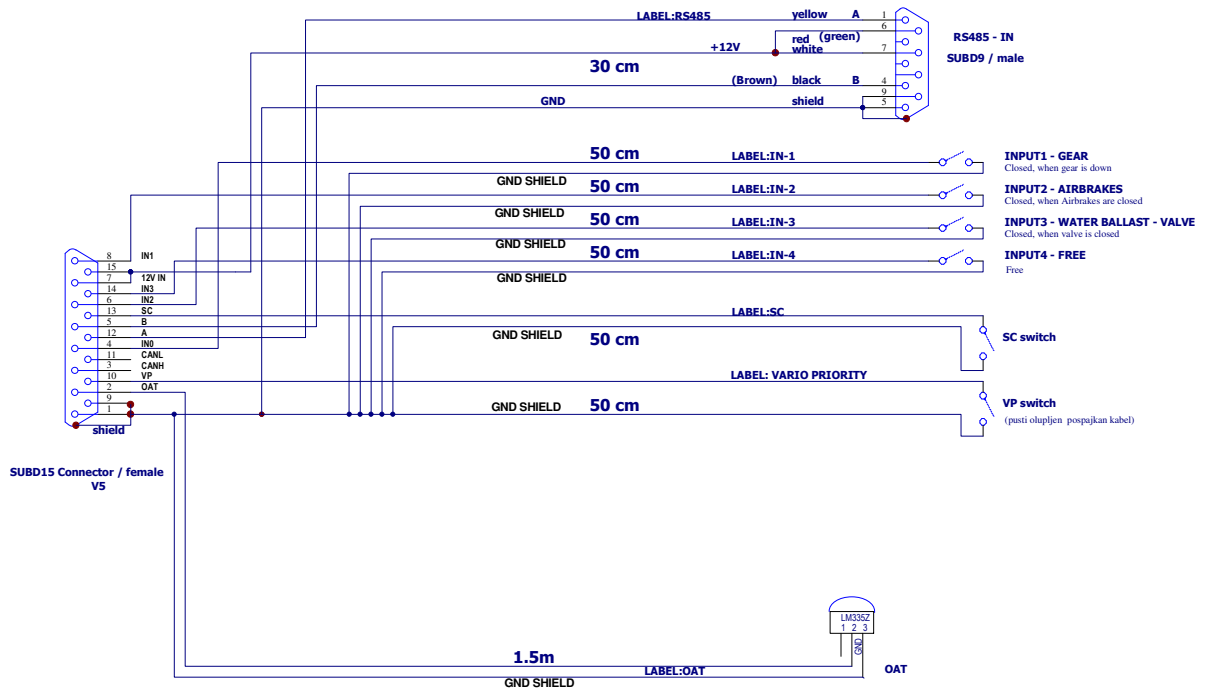 LABEL:RS485
yellow A 1
6
red (green)
+12V white 7
RS485 - IN
SUBD9 / male
30 cm
(Brown) black B 4
9
GND shield 5
50 cm LABEL:IN-1
INPUT1 - GEAR
Closed, when gear is down
GND SHIELD
50 cm LABEL:IN-2
INPUT2 - AIRBRAKES
Closed, when Airbrakes are closed
GND SHIELD
50 cm LABEL:IN-3
INPUT3 - WATER BALLAST - VALVE
Closed, when valve is closed
GND SHIELD
50 cm LABEL:IN-4
INPUT4 - FREE
Free
GND SHIELD
8 IN1
15
7 12V IN
14 IN3
6 IN2
13 SC
5 B
12 A
4 IN0
11 CANL
3 CANH
10 VP
2 OAT
9
1
shield
SUBD15 Connector / female
V5
LABEL:SC
GND SHIELD 50 cm
SC switch
LABEL: VARIO PRIORITY
GND SHIELD 50 cm
VP switch
(pusti olupljen pospajkan kabel)
LM335Z
1 2 3
GND
1.5m
LABEL:OAT
OAT
GND SHIELD